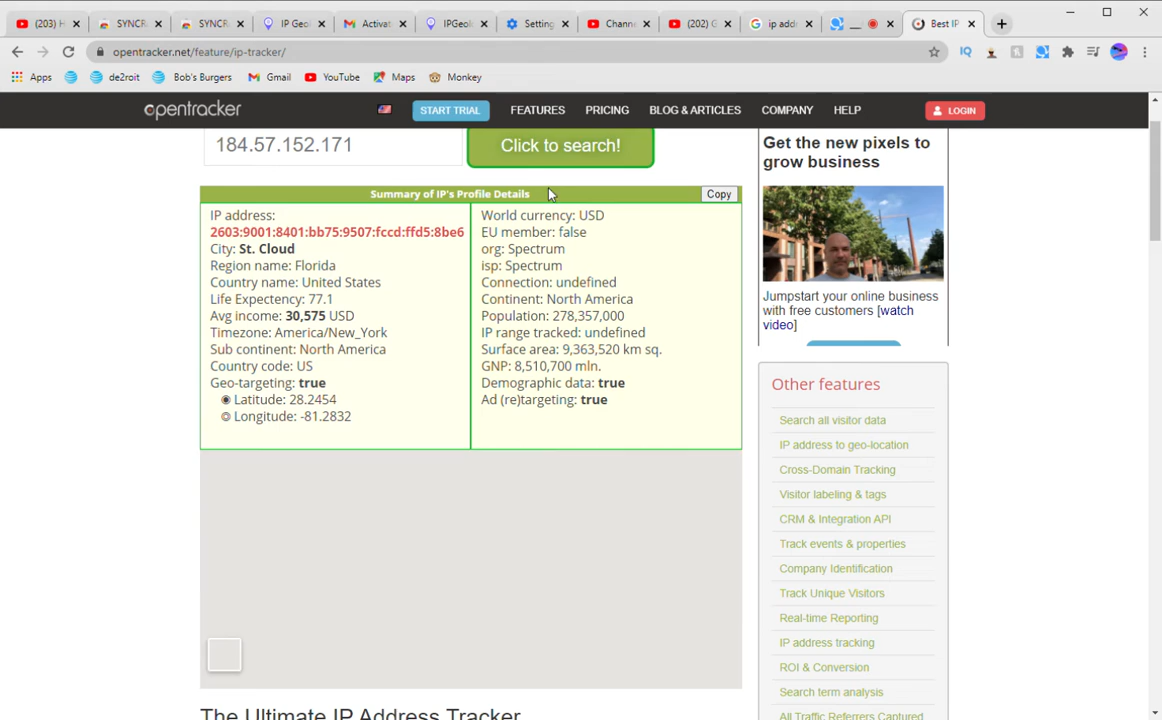 (203) H
SYNCR
SYNCR
IP Geol
Activat
IPGeol
Setting
Chann
(202) G
ip addr
Best IP
opentracker.net/feature/ip-tracker/
Apps
de2roit
Bob's Burgers
Gmail
YouTube
Maps
Monkey
opentracker
START TRIAL
FEATURES
PRICING
BLOG & ARTICLES
COMPANY
HELP
LOGIN
184.57.152.171
Click to search!
Summary of IP's Profile Details
Copy
IP address:
2603:9001:8401:bb75:9507:fccd:ffd5:8be6
City: St. Cloud
Region name: Florida
Country name: United States
Life Expectency: 77.1
Avg income: 30,575 USD
Timezone: America/New_York
Sub continent: North America
Country code: US
Geo-targeting: true
Latitude: 28.2454
Longitude: -81.2832
World currency: USD
EU member: false
org: Spectrum
isp: Spectrum
Connection: undefined
Continent: North America
Population: 278,357,000
IP range tracked: undefined
Surface area: 9,363,520 km sq.
GNP: 8,510,700 mln.
Demographic data: true
Ad (re)targeting: true
Get the new pixels to
grow business
Jumpstart your online business
with free customers [watch
video]
Other features
Search all visitor data
IP address to geo-location
Cross-Domain Tracking
Visitor labeling & tags
CRM & Integration API
Track events & properties
Company Identification
Track Unique Visitors
Real-time Reporting
IP address tracking
ROI & Conversion
Search term analysis
All Traffic Referrers Captured
The Ultimate IP Address Tracker